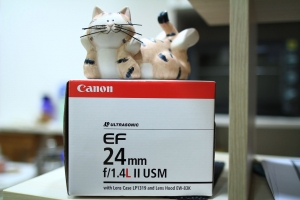 Canon
ULTRASONIC
EF
24mm
f/1.4L II USM
with Lens Case LP1319 and Lens Hood EW-83K